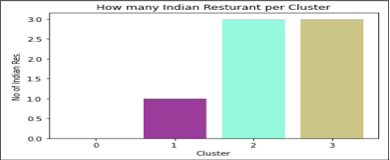 How many Indian Resturant per Cluster
No of Indian Res.
3.0
2.5
2.0
1.5
1.0
0.5
0.0
0 1 2 3
Cluster